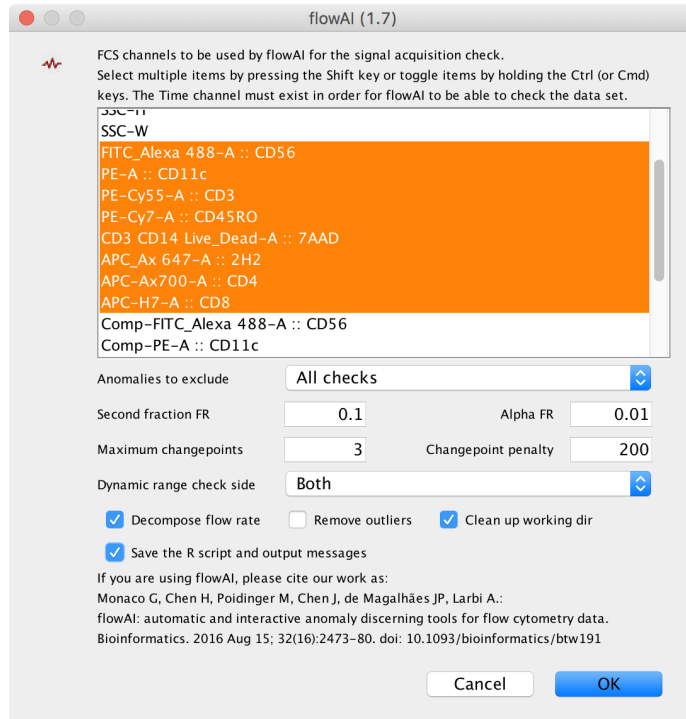 flowAI (1.7)
FCS channels to be used by flowAI for the signal acquisition check.
Select multiple items by pressing the Shift key or toggle items by holding the Ctrl (or Cmd)
keys. The Time channel must exist in order for flowAI to be able to check the data set.
SSC-H
SSC-W
FITC_Alexa 488-A :: CD56
PE-A :: CD11c
PE-Cy55-A :: CD3
PE-Cy7-A :: CD45RO
CD3 CD14 Live_Dead-A :: 7AAD
APC_Ax 647-A :: 2H2
APC-Ax700-A :: CD4
APC-H7-A :: CD8
Comp-FITC_Alexa 488-A :: CD56
Comp-PE-A :: CD11c
Anomalies to exclude All checks
Second fraction FR 0.1 Alpha FR 0.01
Maximum changepoints 3 Changepoint penalty 200
Dynamic range check side Both
Decompose flow rate Remove outliers Clean up working dir
Save the R script and output messages
If you are using flowAI, please cite our work as:
Monaco G, Chen H, Poidinger M, Chen J, de Magalhães JP, Larbi A.:
flowAI: automatic and interactive anomaly discerning tools for flow cytometry data.
Bioinformatics. 2016 Aug 15; 32(16):2473-80. doi: 10.1093/bioinformatics/btw191
Cancel OK